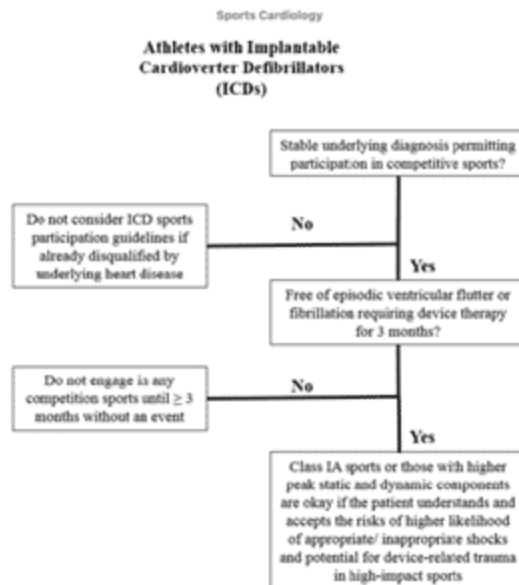 Sports Cardiology
Athletes with Implantable
Cardioverter Defibrillators
(ICDs)
Stable underlying diagnosis permitting
participation in competitive sports?
No
Do not consider ICD sports
participation guidelines if
already disqualified by
underlying heart disease
Yes
Free of episodic ventricular flutter or
fibrillation requiring device therapy
for 3 months?
No
Do not engage in any
competition sports until ≥ 3
months without an event
Yes
Class IA sports or those with higher
peak static and dynamic components
are okay if the patient understands and
accepts the risks of higher likelihood
of appropriate/ inappropriate shocks
and potential for device-related trauma
in high-impact sports